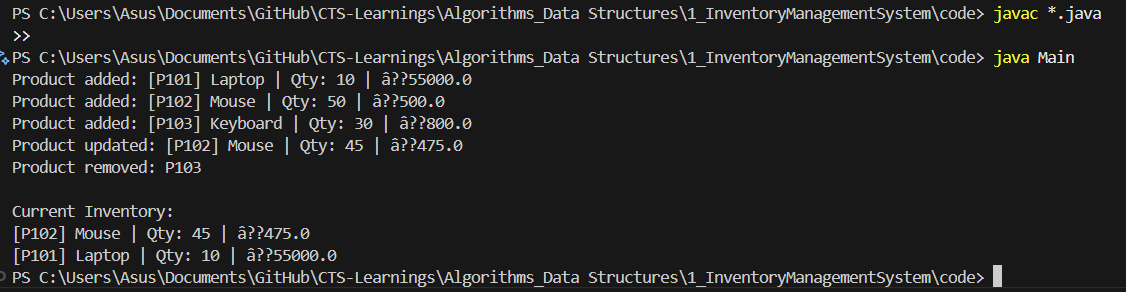 PS C:\Users\Asus\Documents\GitHub\CTS-Learnings\Algorithms_Data Structures\1_InventoryManagementSystem\code> javac *.java
>>
PS C:\Users\Asus\Documents\GitHub\CTS-Learnings\Algorithms_Data Structures\1_InventoryManagementSystem\code> java Main
Product added: [P101] Laptop | Qty: 10 | â??55000.0
Product added: [P102] Mouse | Qty: 50 | â??500.0
Product added: [P103] Keyboard | Qty: 30 | â??800.0
Product updated: [P102] Mouse | Qty: 45 | â??475.0
Product removed: P103

Current Inventory:
[P102] Mouse | Qty: 45 | â??475.0
[P101] Laptop | Qty: 10 | â??55000.0
PS C:\Users\Asus\Documents\GitHub\CTS-Learnings\Algorithms_Data Structures\1_InventoryManagementSystem\code>